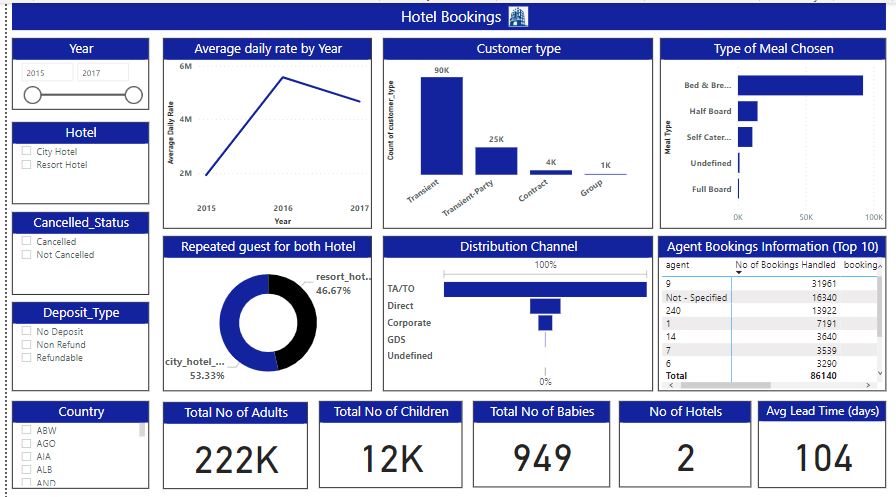 Hotel Bookings
Year
2015 2017
Hotel
City Hotel
Resort Hotel
Cancelled_Status
Cancelled
Not Cancelled
Deposit_Type
No Deposit
Non Refund
Refundable
Country
ABW
AGO
AIA
ALB
AND
Average daily rate by Year
Average Daily Rate
6M
4M
2M
2015 2016 2017
Year
Customer type
Count of customer_type
90K
25K
4K
1K
Transient
Transient-Party
Contract
Group
Type of Meal Chosen
Meal Type
Bed & Bre...
Half Board
Self Cater...
Undefined
Full Board
0K 50K 100K
Repeated guest for both Hotel
resort_hot...
46.67%
city_hotel_...
53.33%
Distribution Channel
100%
TA/TO
Direct
Corporate
GDS
Undefined
0%
Agent Bookings Information (Top 10)
agent No of Bookings Handled booking
9 31961
Not - Specified 16340
240 13922
1 7191
14 3640
7 3539
6 3290
Total 86140
Total No of Adults
222K
Total No of Children
12K
Total No of Babies
949
No of Hotels
2
Avg Lead Time (days)
104